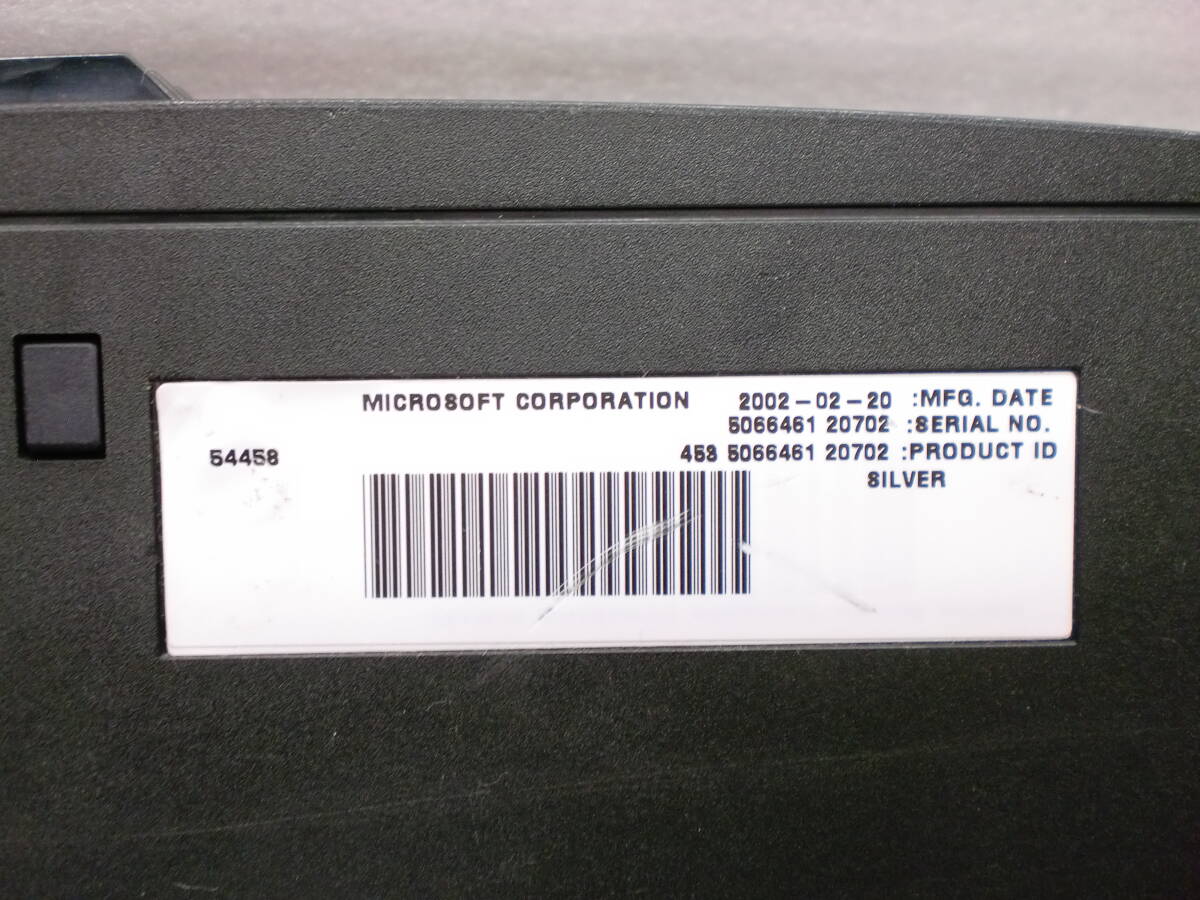 MICROSOFT CORPORATION 2002-02-20 :MFG. DATE
5066461 20702 :SERIAL NO.
54458 453 5066461 20702 :PRODUCT ID
SILVER